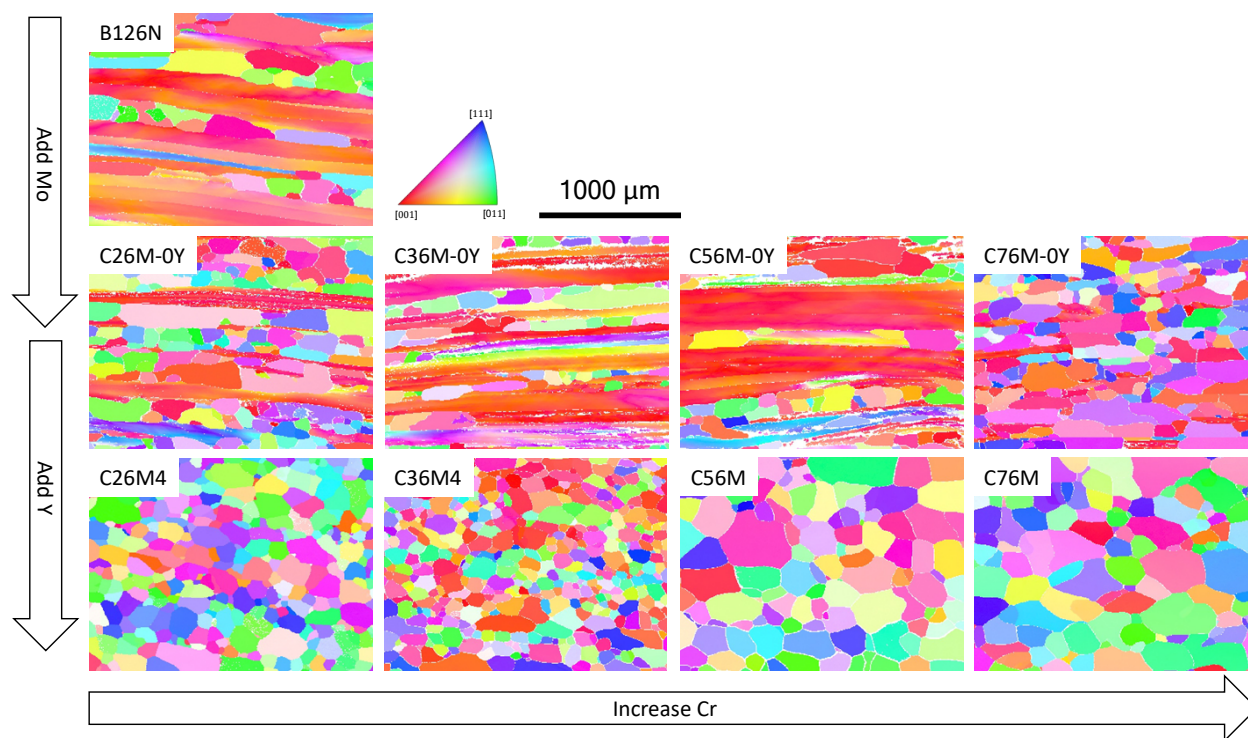 B126N
Add Mo
[111]
[001]
[011]
1000 µm
C26M-0Y
C36M-0Y
C56M-0Y
C76M-0Y
Add Y
C26M4
C36M4
C56M
C76M
Increase Cr